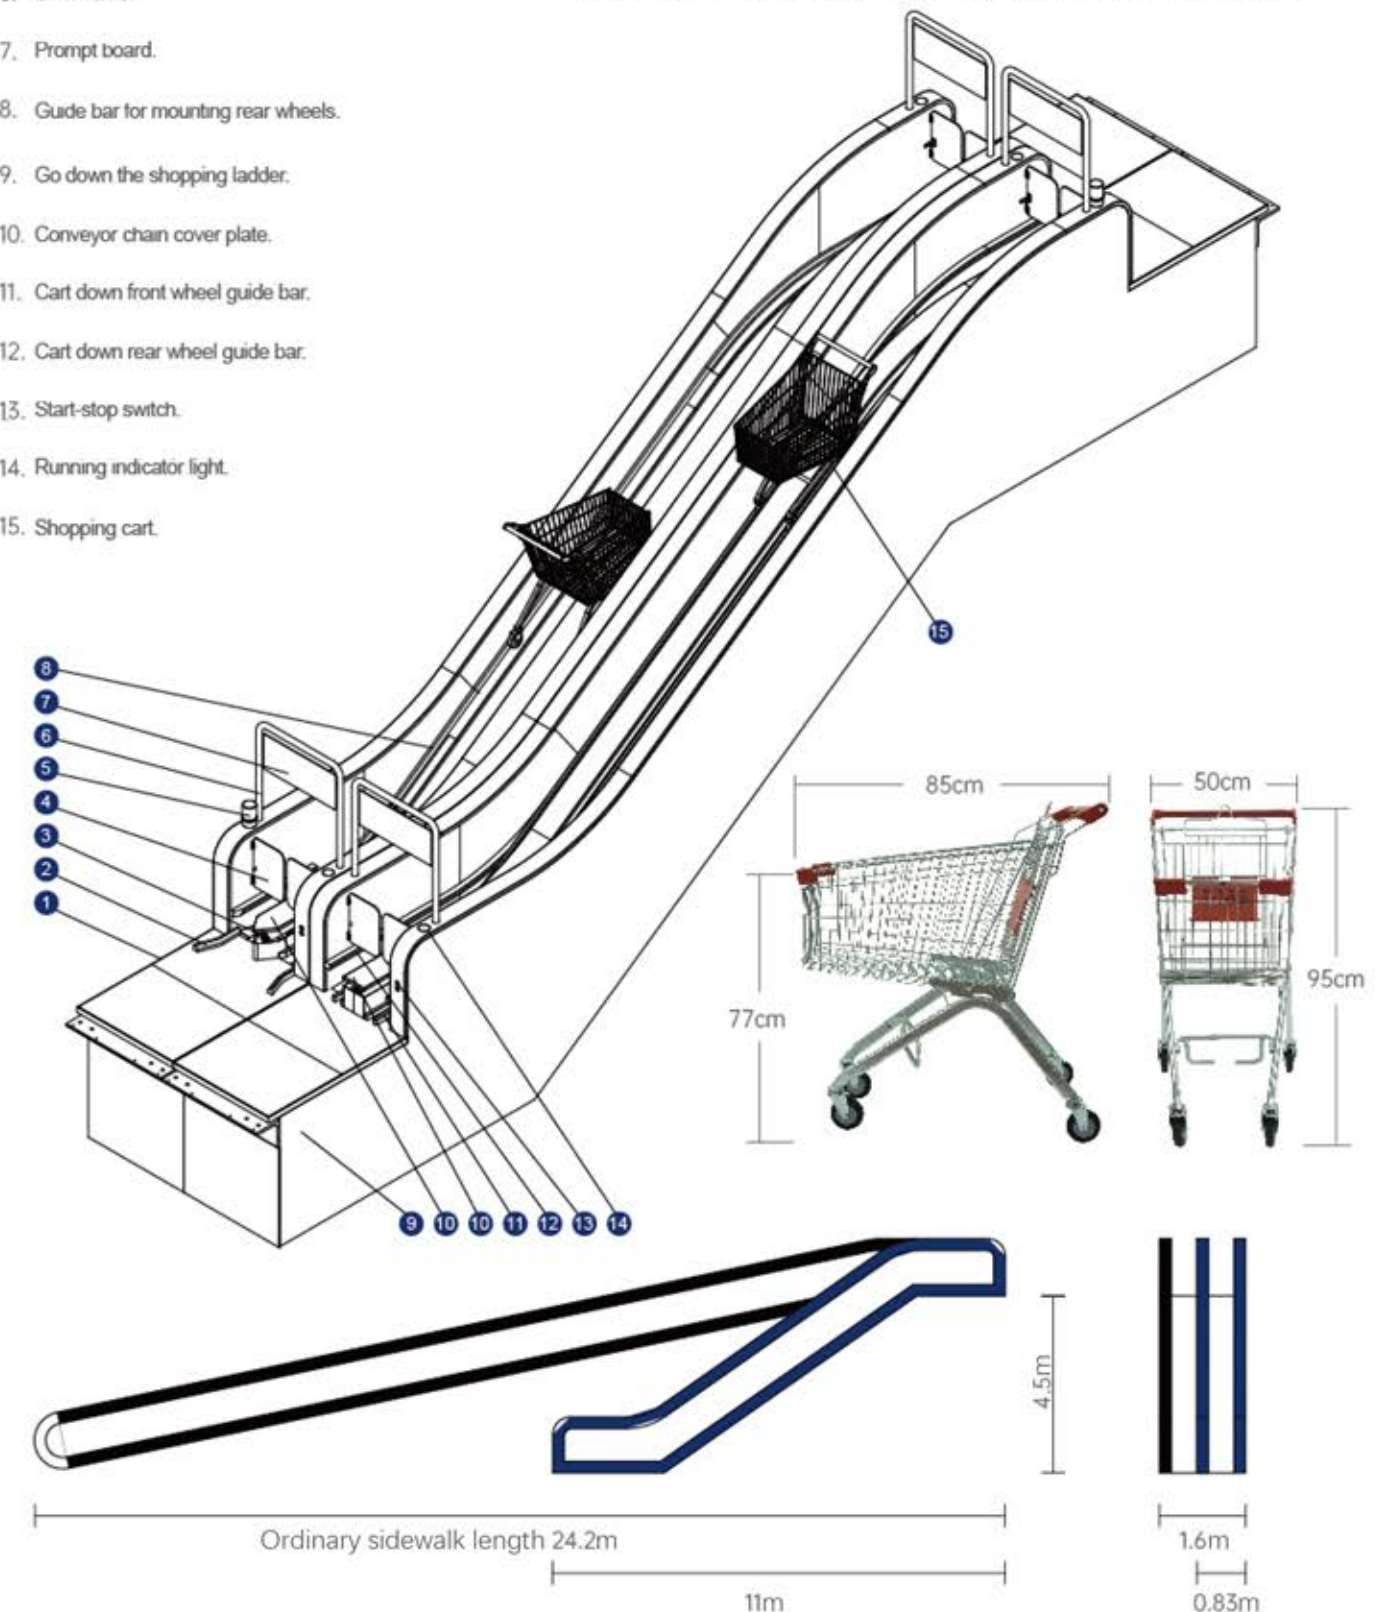 7. Prompt board.
8. Guide bar for mounting rear wheels.
9. Go down the shopping ladder.
10. Conveyor chain cover plate.
11. Cart down front wheel guide bar.
12. Cart down rear wheel guide bar.
13. Start-stop switch.
14. Running indicator light.
15. Shopping cart.
15
8
7
6
5
4
3
2
1
9 10 10 11 12 13 14
85cm
50cm
77cm
95cm
4.5m
Ordinary sidewalk length 24.2m
11m
1.6m
0.83m